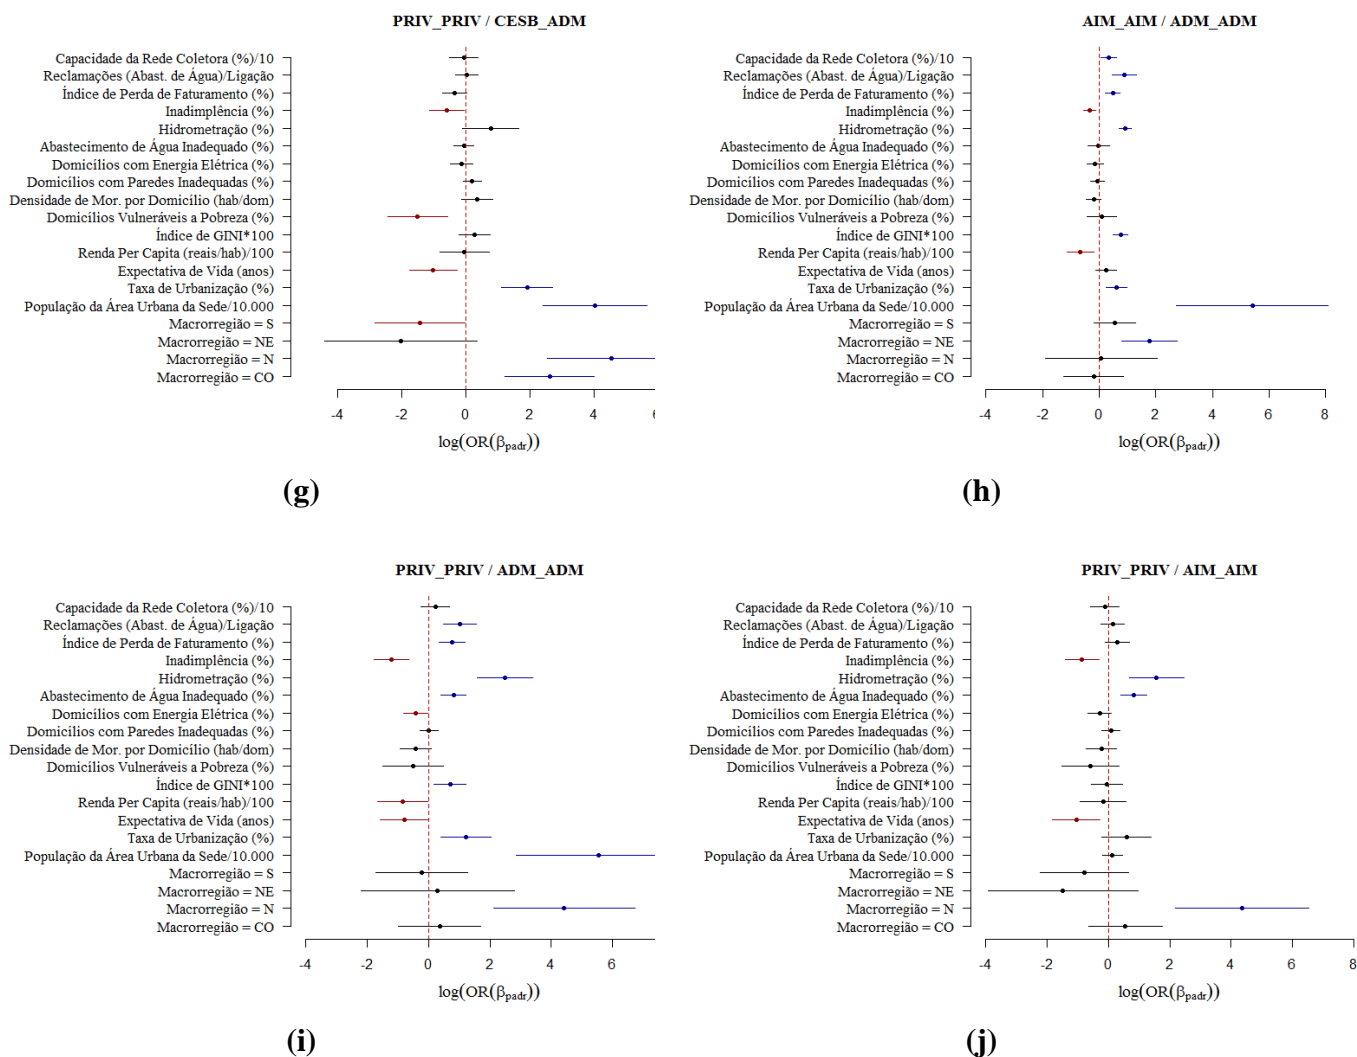 PRIV_PRIV / CESB_ADM
Capacidade da Rede Coletora (%)/10
Reclamações (Abast. de Água)/Ligação
Índice de Perda de Faturamento (%)
Inadimplência (%)
Hidrometração (%)
Abastecimento de Água Inadequado (%)
Domicílios com Energia Elétrica (%)
Domicílios com Paredes Inadequadas (%)
Densidade de Mor. por Domicílio (hab/dom)
Domicílios Vulneráveis a Pobreza (%)
Índice de GINI*100
Renda Per Capita (reais/hab)/100
Expectativa de Vida (anos)
Taxa de Urbanização (%)
População da Área Urbana da Sede/10.000
Macrorregião = S
Macrorregião = NE
Macrorregião = N
Macrorregião = CO
-4 -2 0 2 4 6
log(OR(β_padr))
(g)
AIM_AIM / ADM_ADM
Capacidade da Rede Coletora (%)/10
Reclamações (Abast. de Água)/Ligação
Índice de Perda de Faturamento (%)
Inadimplência (%)
Hidrometração (%)
Abastecimento de Água Inadequado (%)
Domicílios com Energia Elétrica (%)
Domicílios com Paredes Inadequadas (%)
Densidade de Mor. por Domicílio (hab/dom)
Domicílios Vulneráveis a Pobreza (%)
Índice de GINI*100
Renda Per Capita (reais/hab)/100
Expectativa de Vida (anos)
Taxa de Urbanização (%)
População da Área Urbana da Sede/10.000
Macrorregião = S
Macrorregião = NE
Macrorregião = N
Macrorregião = CO
-4 -2 0 2 4 6 8
log(OR(β_padr))
(h)
PRIV_PRIV / ADM_ADM
Capacidade da Rede Coletora (%)/10
Reclamações (Abast. de Água)/Ligação
Índice de Perda de Faturamento (%)
Inadimplência (%)
Hidrometração (%)
Abastecimento de Água Inadequado (%)
Domicílios com Energia Elétrica (%)
Domicílios com Paredes Inadequadas (%)
Densidade de Mor. por Domicílio (hab/dom)
Domicílios Vulneráveis a Pobreza (%)
Índice de GINI*100
Renda Per Capita (reais/hab)/100
Expectativa de Vida (anos)
Taxa de Urbanização (%)
População da Área Urbana da Sede/10.000
Macrorregião = S
Macrorregião = NE
Macrorregião = N
Macrorregião = CO
-4 -2 0 2 4 6
log(OR(β_padr))
(i)
PRIV_PRIV / AIM_AIM
Capacidade da Rede Coletora (%)/10
Reclamações (Abast. de Água)/Ligação
Índice de Perda de Faturamento (%)
Inadimplência (%)
Hidrometração (%)
Abastecimento de Água Inadequado (%)
Domicílios com Energia Elétrica (%)
Domicílios com Paredes Inadequadas (%)
Densidade de Mor. por Domicílio (hab/dom)
Domicílios Vulneráveis a Pobreza (%)
Índice de GINI*100
Renda Per Capita (reais/hab)/100
Expectativa de Vida (anos)
Taxa de Urbanização (%)
População da Área Urbana da Sede/10.000
Macrorregião = S
Macrorregião = NE
Macrorregião = N
Macrorregião = CO
-4 -2 0 2 4 6 8
log(OR(β_padr))
(j)